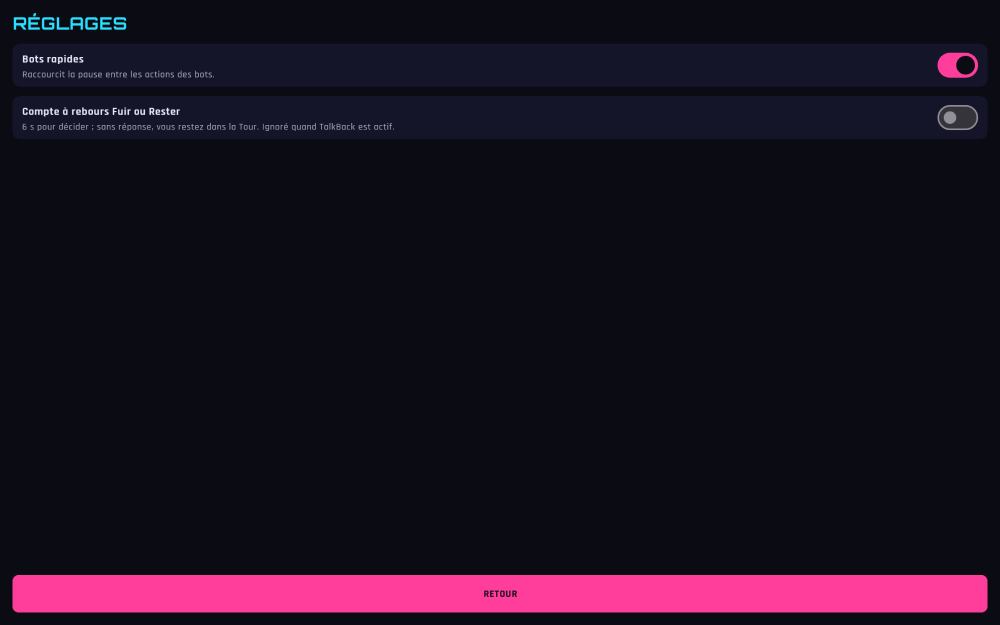 RÉGLAGES
Bots rapides
Raccourcit la pause entre les actions des bots.
Compte à rebours Fuir ou Rester
6 s pour décider ; sans réponse, vous restez dans la Tour. Ignoré quand TalkBack est actif.
RETOUR